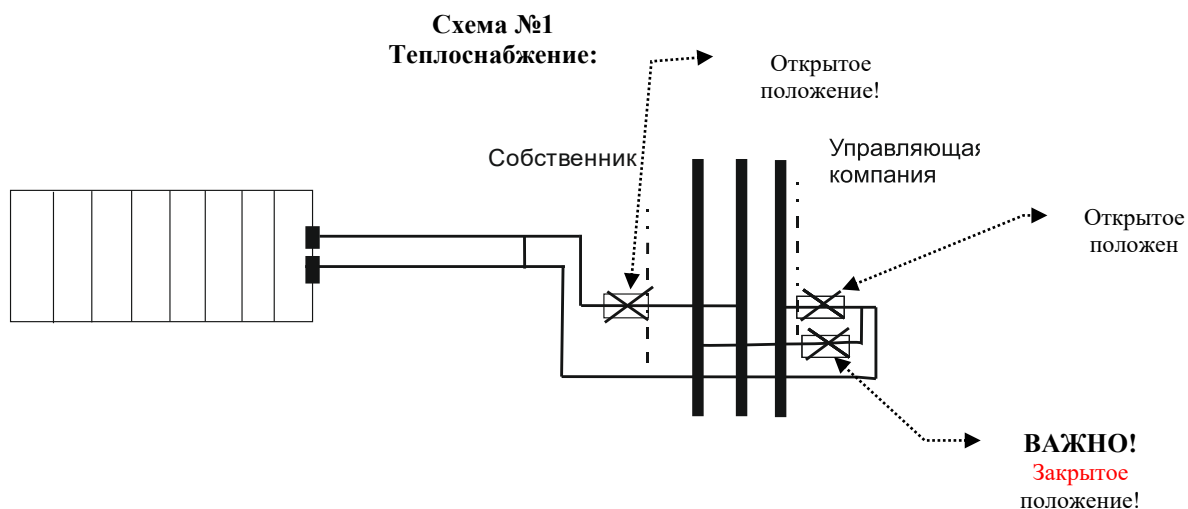 Схема №1
Теплоснабжение:
Открытое
положение!
Собственник
Управляющая
компания
Открытое
положен
ВАЖНО!
Закрытое
положение!